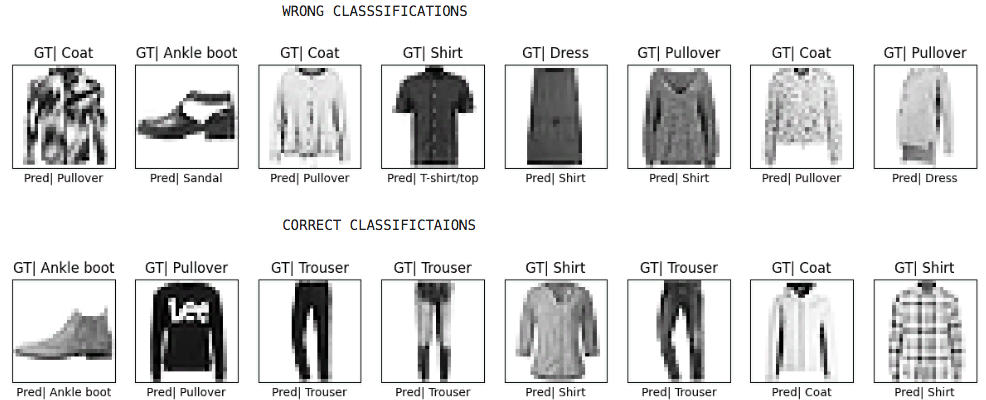 WRONG CLASSSIFICATIONS
GT| Coat GT| Ankle boot GT| Coat GT| Shirt GT| Dress GT| Pullover GT| Coat GT| Pullover
Pred| Pullover Pred| Sandal Pred| Pullover Pred| T-shirt/top Pred| Shirt Pred| Shirt Pred| Pullover Pred| Dress
CORRECT CLASSIFICTAIONS
GT| Ankle boot GT| Pullover GT| Trouser GT| Trouser GT| Shirt GT| Trouser GT| Coat GT| Shirt
Lee
Pred| Ankle boot Pred| Pullover Pred| Trouser Pred| Trouser Pred| Shirt Pred| Trouser Pred| Coat Pred| Shirt